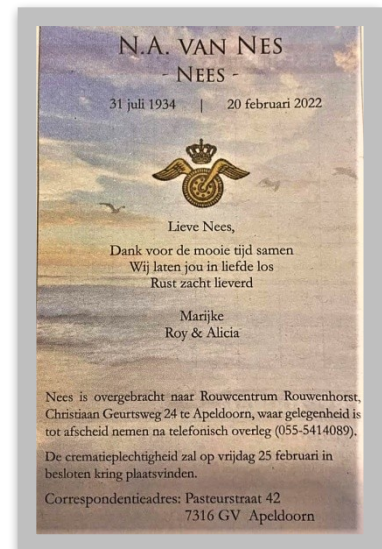 N.A. VAN NES
- NEES -
31 juli 1934 | 20 februari 2022
Lieve Nees,
Dank voor de mooie tijd samen
Wij laten jou in liefde los
Rust zacht lieverd
Marijke
Roy & Alicia
Nees is overgebracht naar Rouwcentrum Rouwenhorst,
Christiaan Geurtsweg 24 te Apeldoorn, waar gelegenheid is
tot afscheid nemen na telefonisch overleg (055-5414089).
De crematieplechtigheid zal op vrijdag 25 februari in
besloten kring plaatsvinden.
Correspondentieadres: Pasteurstraat 42
7316 GV Apeldoorn